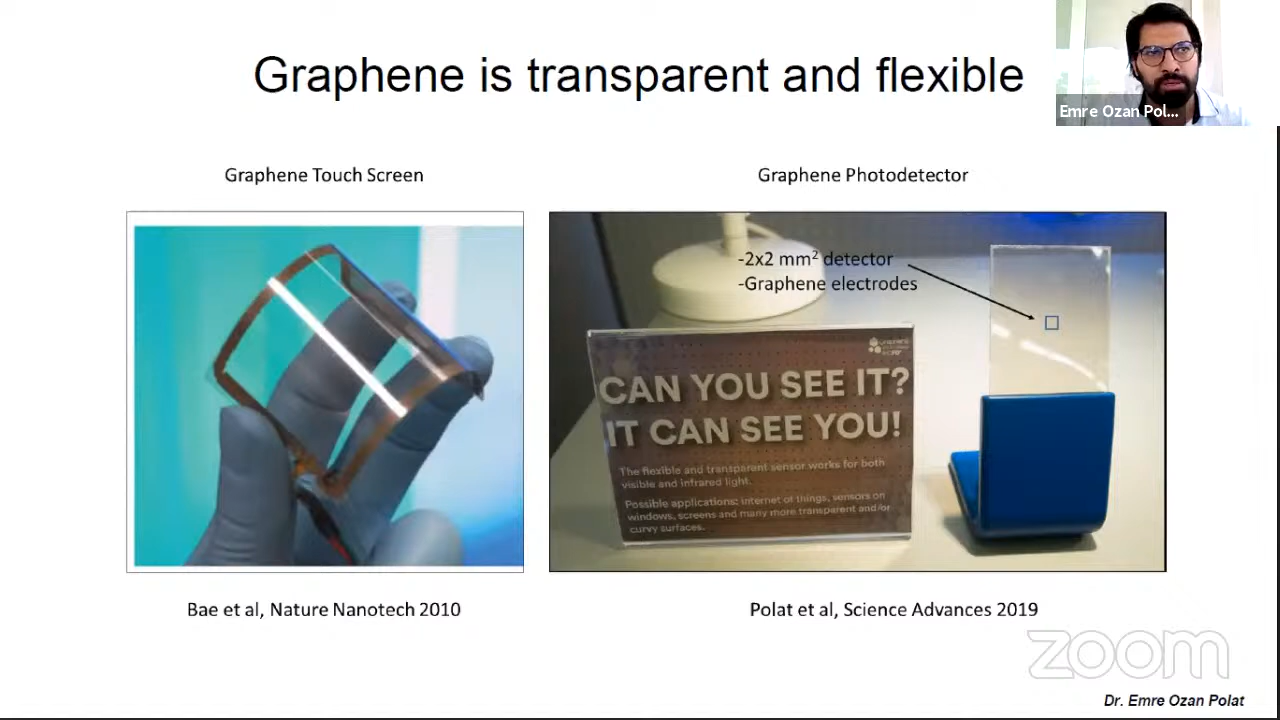 Graphene is transparent and flexible
Emre Ozan Pol...
Graphene Touch Screen
Graphene Photodetector
-2x2 mm² detector
-Graphene electrodes
CAN YOU SEE IT?
IT CAN SEE YOU!
The flexible and transparent sensor works for both
visible and infrared light.
Possible applications: internet of things, sensors on
windows, screens and many more transparent and/or
curvy surfaces.
Bae et al, Nature Nanotech 2010
Polat et al, Science Advances 2019
zoom
Dr. Emre Ozan Polat